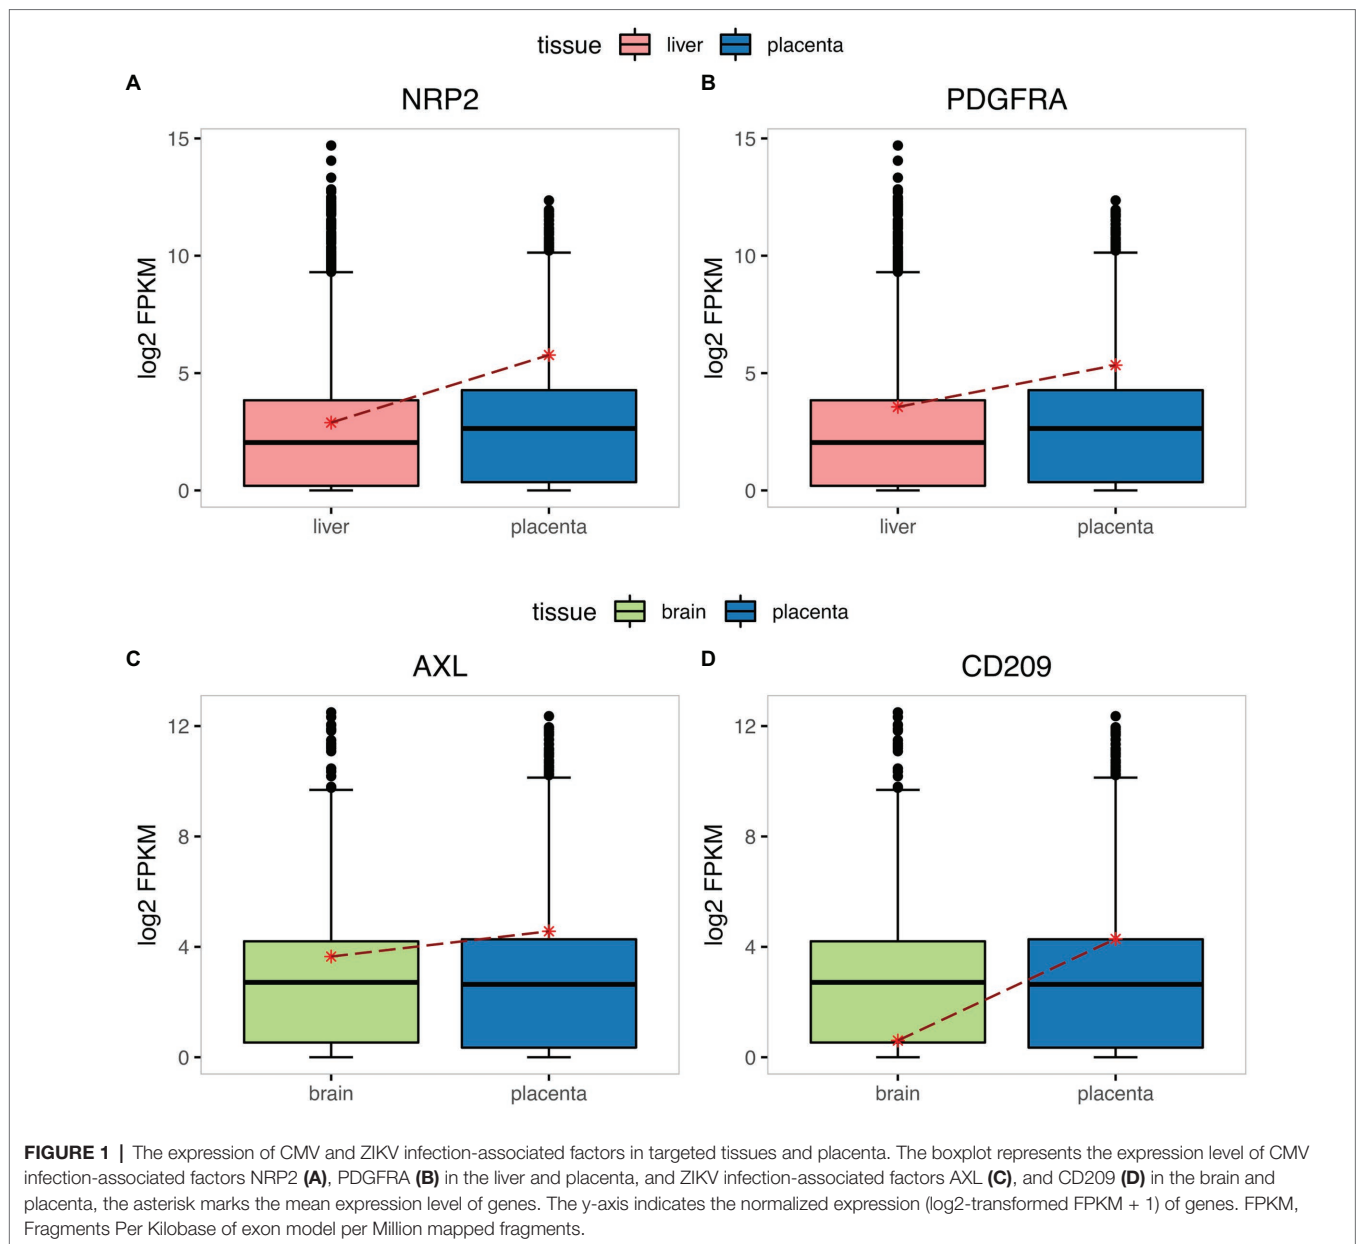 tissue liver placenta
A
NRP2
B
PDGFRA
15
10
5
0
log2 FPKM
liver placenta
15
10
5
0
log2 FPKM
liver placenta
tissue brain placenta
C
AXL
D
CD209
12
8
4
0
log2 FPKM
brain placenta
12
8
4
0
log2 FPKM
brain placenta
FIGURE 1 | The expression of CMV and ZIKV infection-associated factors in targeted tissues and placenta. The boxplot represents the expression level of CMV
infection-associated factors NRP2 (A), PDGFRA (B) in the liver and placenta, and ZIKV infection-associated factors AXL (C), and CD209 (D) in the brain and
placenta, the asterisk marks the mean expression level of genes. The y-axis indicates the normalized expression (log2-transformed FPKM + 1) of genes. FPKM,
Fragments Per Kilobase of exon model per Million mapped fragments.